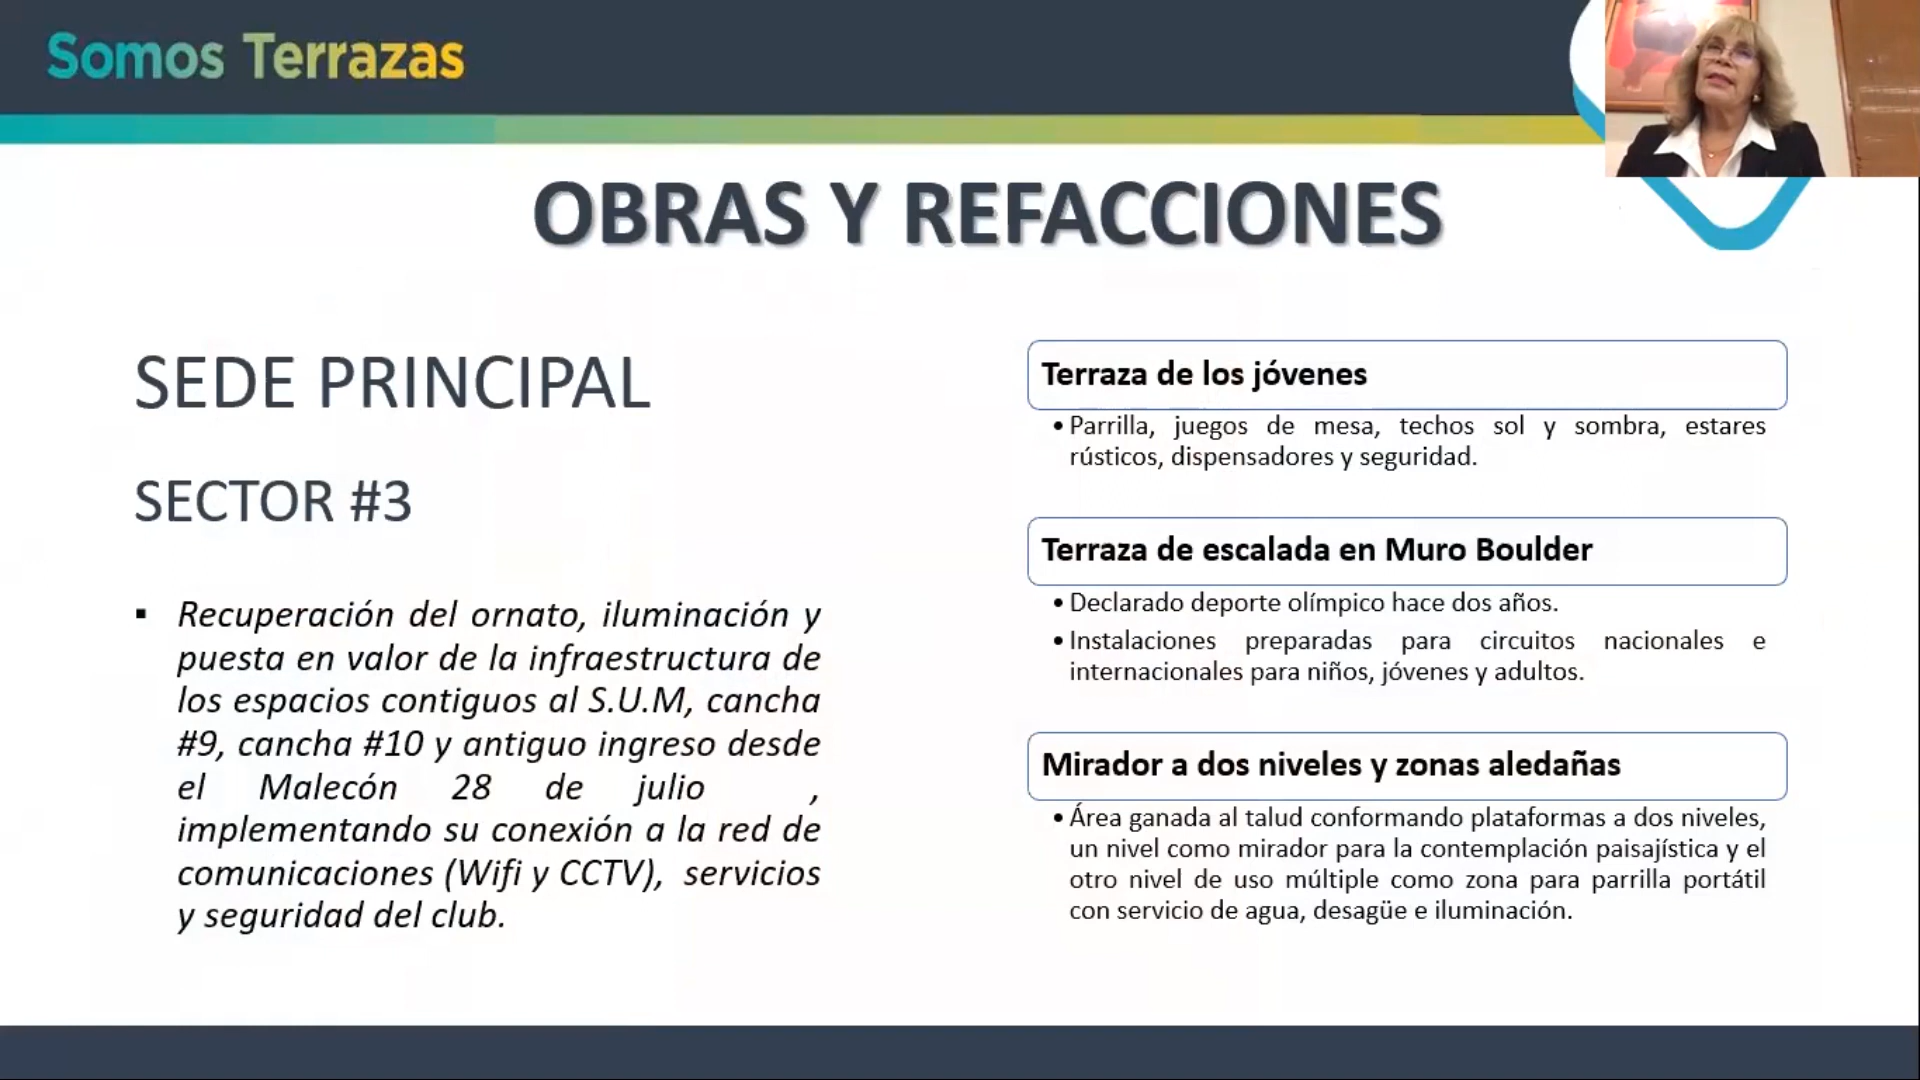 Somos Terrazas
OBRAS Y REFACCIONES
SEDE PRINCIPAL
SECTOR #3
▪ Recuperación del ornato, iluminación y
puesta en valor de la infraestructura de
los espacios contiguos al S.U.M, cancha
#9, cancha #10 y antiguo ingreso desde
el Malecón 28 de julio ,
implementando su conexión a la red de
comunicaciones (Wifi y CCTV), servicios
y seguridad del club.
Terraza de los jóvenes
• Parrilla, juegos de mesa, techos sol y sombra, estares
rústicos, dispensadores y seguridad.
Terraza de escalada en Muro Boulder
• Declarado deporte olímpico hace dos años.
• Instalaciones preparadas para circuitos nacionales e
internacionales para niños, jóvenes y adultos.
Mirador a dos niveles y zonas aledañas
• Área ganada al talud conformando plataformas a dos niveles,
un nivel como mirador para la contemplación paisajística y el
otro nivel de uso múltiple como zona para parrilla portátil
con servicio de agua, desagüe e iluminación.